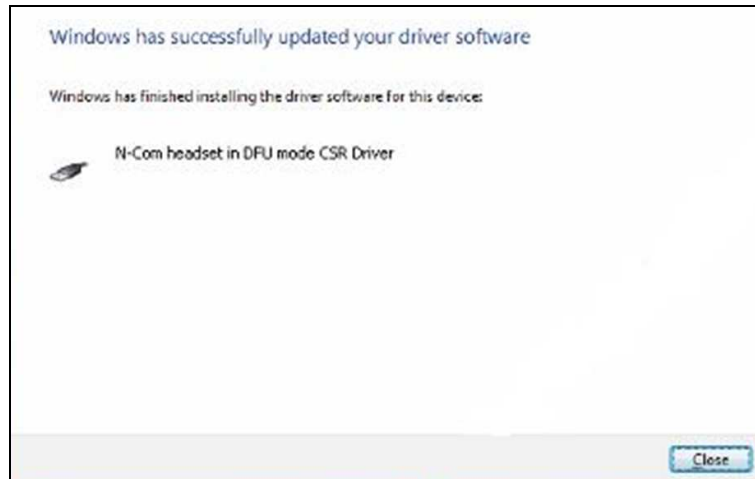 Windows has successfully updated your driver software
Windows has finished installing the driver software for this device:
N-Com headset in DFU mode CSR Driver
Close